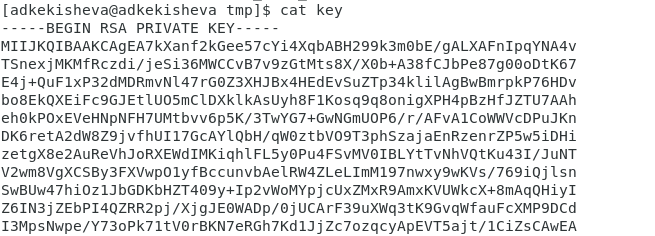 [adkekisheva@adkekisheva tmp]$ cat key
-----BEGIN RSA PRIVATE KEY-----
MIIJKQIBAAKCAgEA7kXanf2kGee57cYi4XqbABH299k3m0bE/gALXAFnIpqYNA4v
TSnexjMKMfRczdi/jeSi36MWCCvB7v9zGtMts8X/X0b+A38fCJbPe87g00oDtK67
E4j+QuF1xP32dMDRmvNl47rG0Z3XHJBx4HEdEvSuZTp34klilAgBwBmrpkP76HDv
bo8EkQXEiFc9GJEtlUO5mClDXklkAsUyh8F1Kosq9q8onigXPH4pBzHfJZTU7AAh
eh0kPOxEVeHNpNFH7UMtbvv6p5K/3TwYG7+GwNGmUOP6/r/AFvA1CoWWVcDPuJKn
DK6retA2dW8Z9jvfhUI17GcAYlQbH/qW0ztbVO9T3phSzajaEnRzenrZP5w5iDHi
zetgX8e2AuReVhJoRXEWdIMKiqhlFL5y0Pu4FSvMV0IBLYtTvNhVQtKu43I/JuNT
V2wm8VgXCSBy3FXVwpO1yfBccunvbAelRW4ZLeLImM197nwxy9wKVs/769iQjlsn
SwBUw47hiOz1JbGDKbHZT409y+Ip2vWoMYpjcUxZMxR9AmxKVUWkcX+8mAqQHiyI
Z6IN3jZEbPI4QZRR2pj/XjgJE0WADp/0jUCArF39uXWq3tK9GvqWfauFcXMP9DCd
I3MpsNwpe/Y73oPk71tV0rBKN7eRGh7Kd1JjZc7ozqcyApEVT5ajt/1CiZsCAwEA